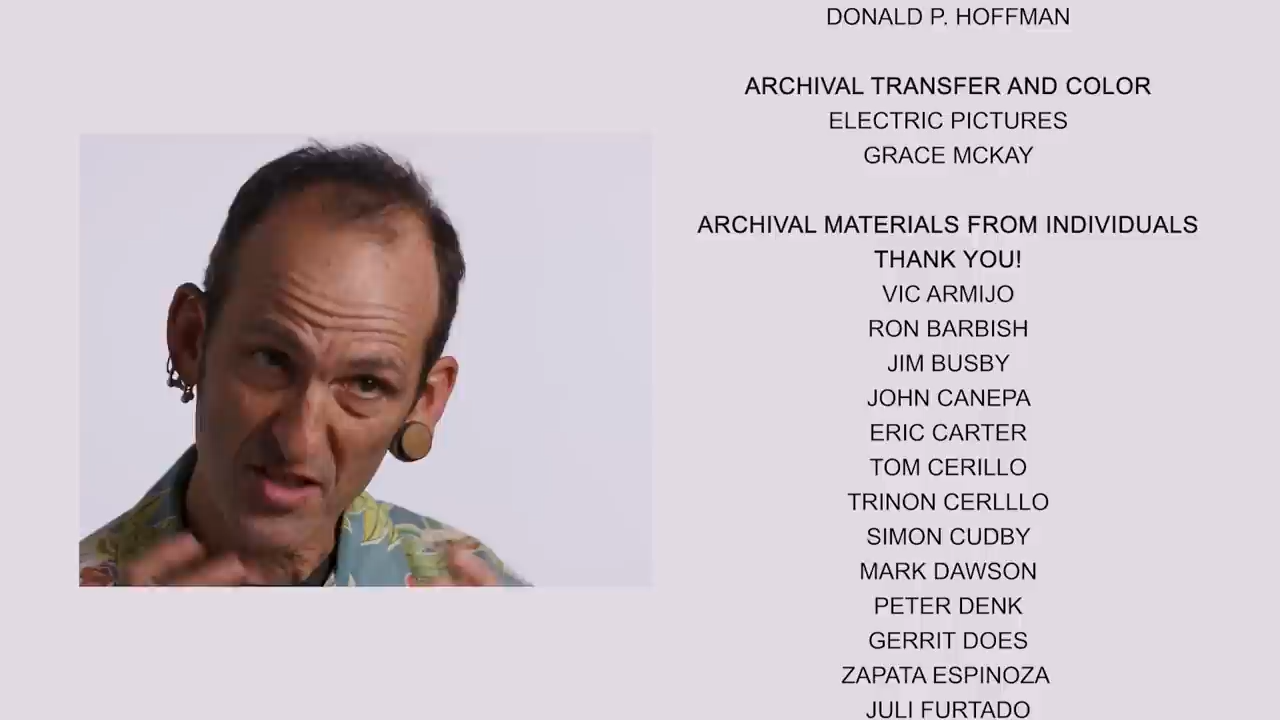 DONALD P. HOFFMAN
ARCHIVAL TRANSFER AND COLOR
ELECTRIC PICTURES
GRACE MCKAY
ARCHIVAL MATERIALS FROM INDIVIDUALS
THANK YOU!
VIC ARMIJO
RON BARBISH
JIM BUSBY
JOHN CANEPA
ERIC CARTER
TOM CERILLO
TRINON CERLLLO
SIMON CUDBY
MARK DAWSON
PETER DENK
GERRIT DOES
ZAPATA ESPINOZA
JULI FURTADO